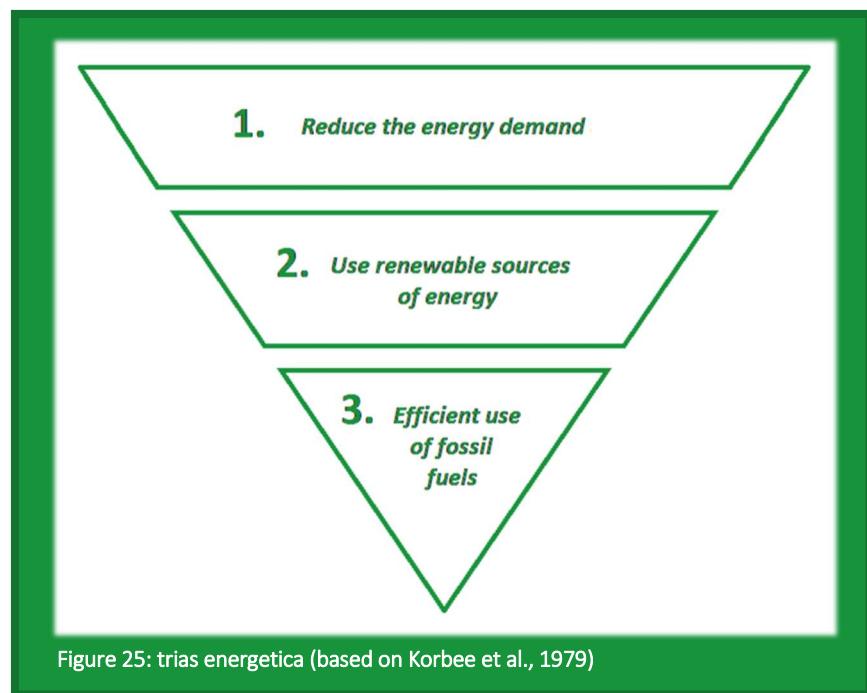 1. Reduce the energy demand
2. Use renewable sources
of energy
3. Efficient use
of fossil
fuels
Figure 25: trias energetica (based on Korbee et al., 1979)